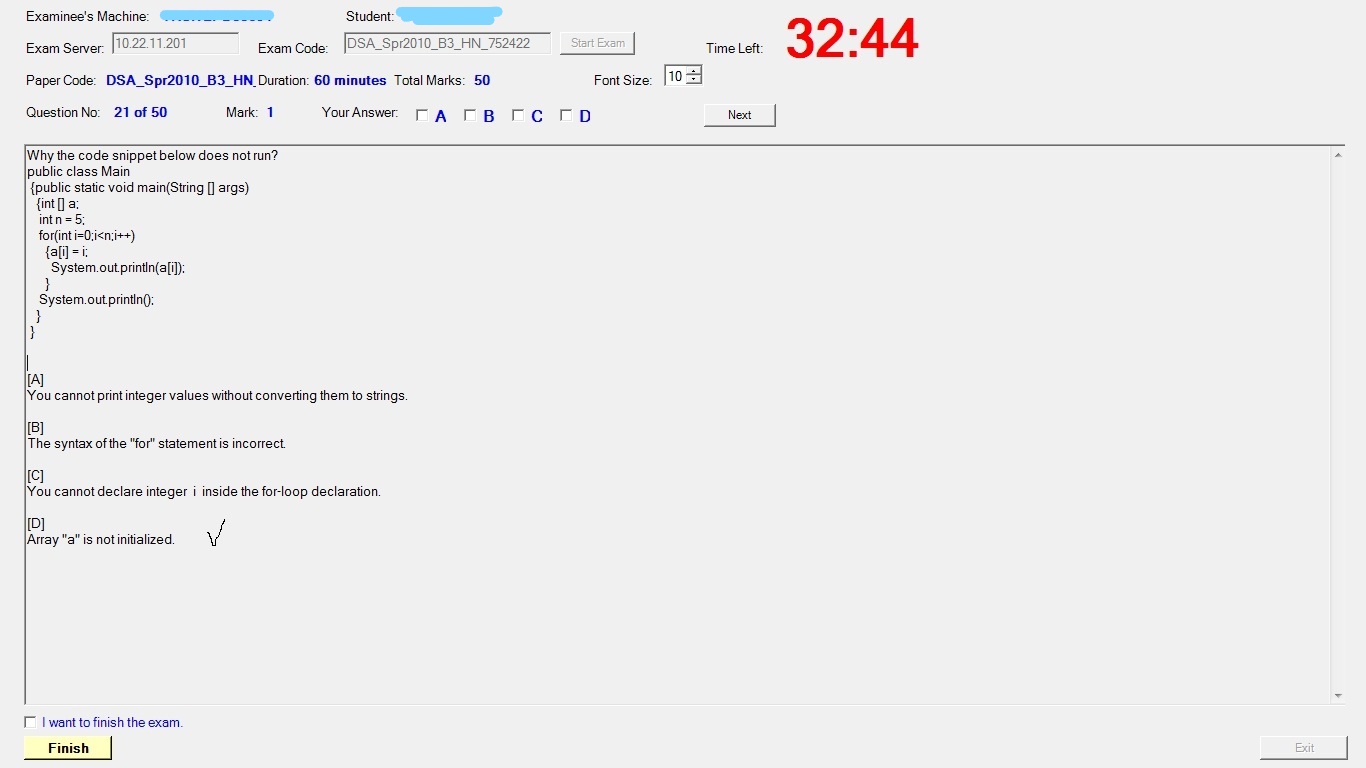 Examinee's Machine: Student:
Exam Server: 10.22.11.201 Exam Code: DSA_Spr2010_B3_HN_752422 Start Exam Time Left: 32:44
Paper Code: DSA_Spr2010_B3_HN_ Duration: 60 minutes Total Marks: 50 Font Size: 10
Question No: 21 of 50 Mark: 1 Your Answer: A B C D Next
Why the code snippet below does not run?
public class Main
{public static void main(String [] args)
{int [] a;
int n = 5;
for(int i=0;i<n;i++)
{a[i] = i;
System.out.println(a[i]);
}
System.out.println();
}
}
[A]
You cannot print integer values without converting them to strings.
[B]
The syntax of the "for" statement is incorrect.
[C]
You cannot declare integer i inside the for-loop declaration.
[D]
Array "a" is not initialized.
I want to finish the exam.
Finish Exit